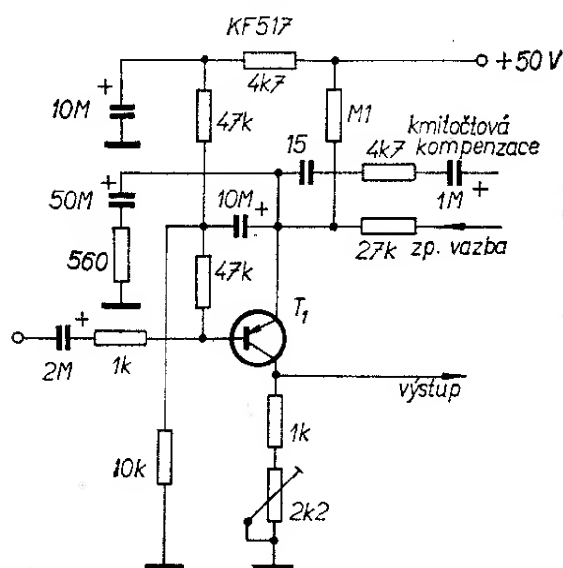 KF517
+50V
4k7
10M
47k
M1
kmitočtová
kompenzace
15
4k7
1M
50M
10M
27k
zp. vazba
560
47k
T1
2M
1k
výstup
1k
10k
2k2